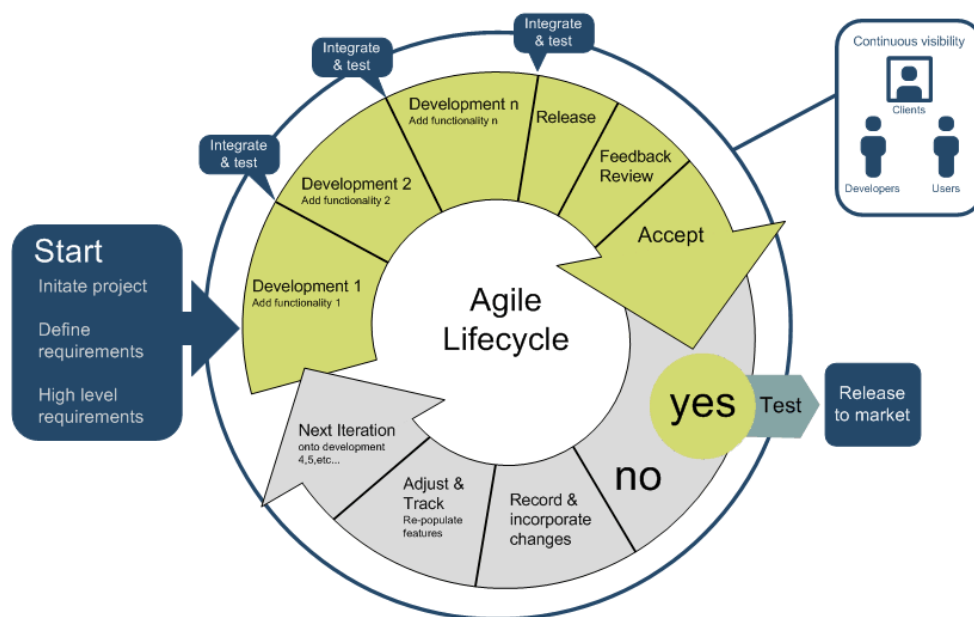 Start
Initate project
Define
requirements
High level
requirements
Development 1
Add functionality 1
Integrate
& test
Development 2
Add functionality 2
Integrate
& test
Development n
Add functionality n
Integrate
& test
Release
Feedback
Review
Accept
Agile
Lifecycle
yes
Test
Release
to market
no
Record &
incorporate
changes
Adjust &
Track
Re-populate
features
Next Iteration
onto development
4,5,etc...
Continuous visibility
Clients
Developers
Users